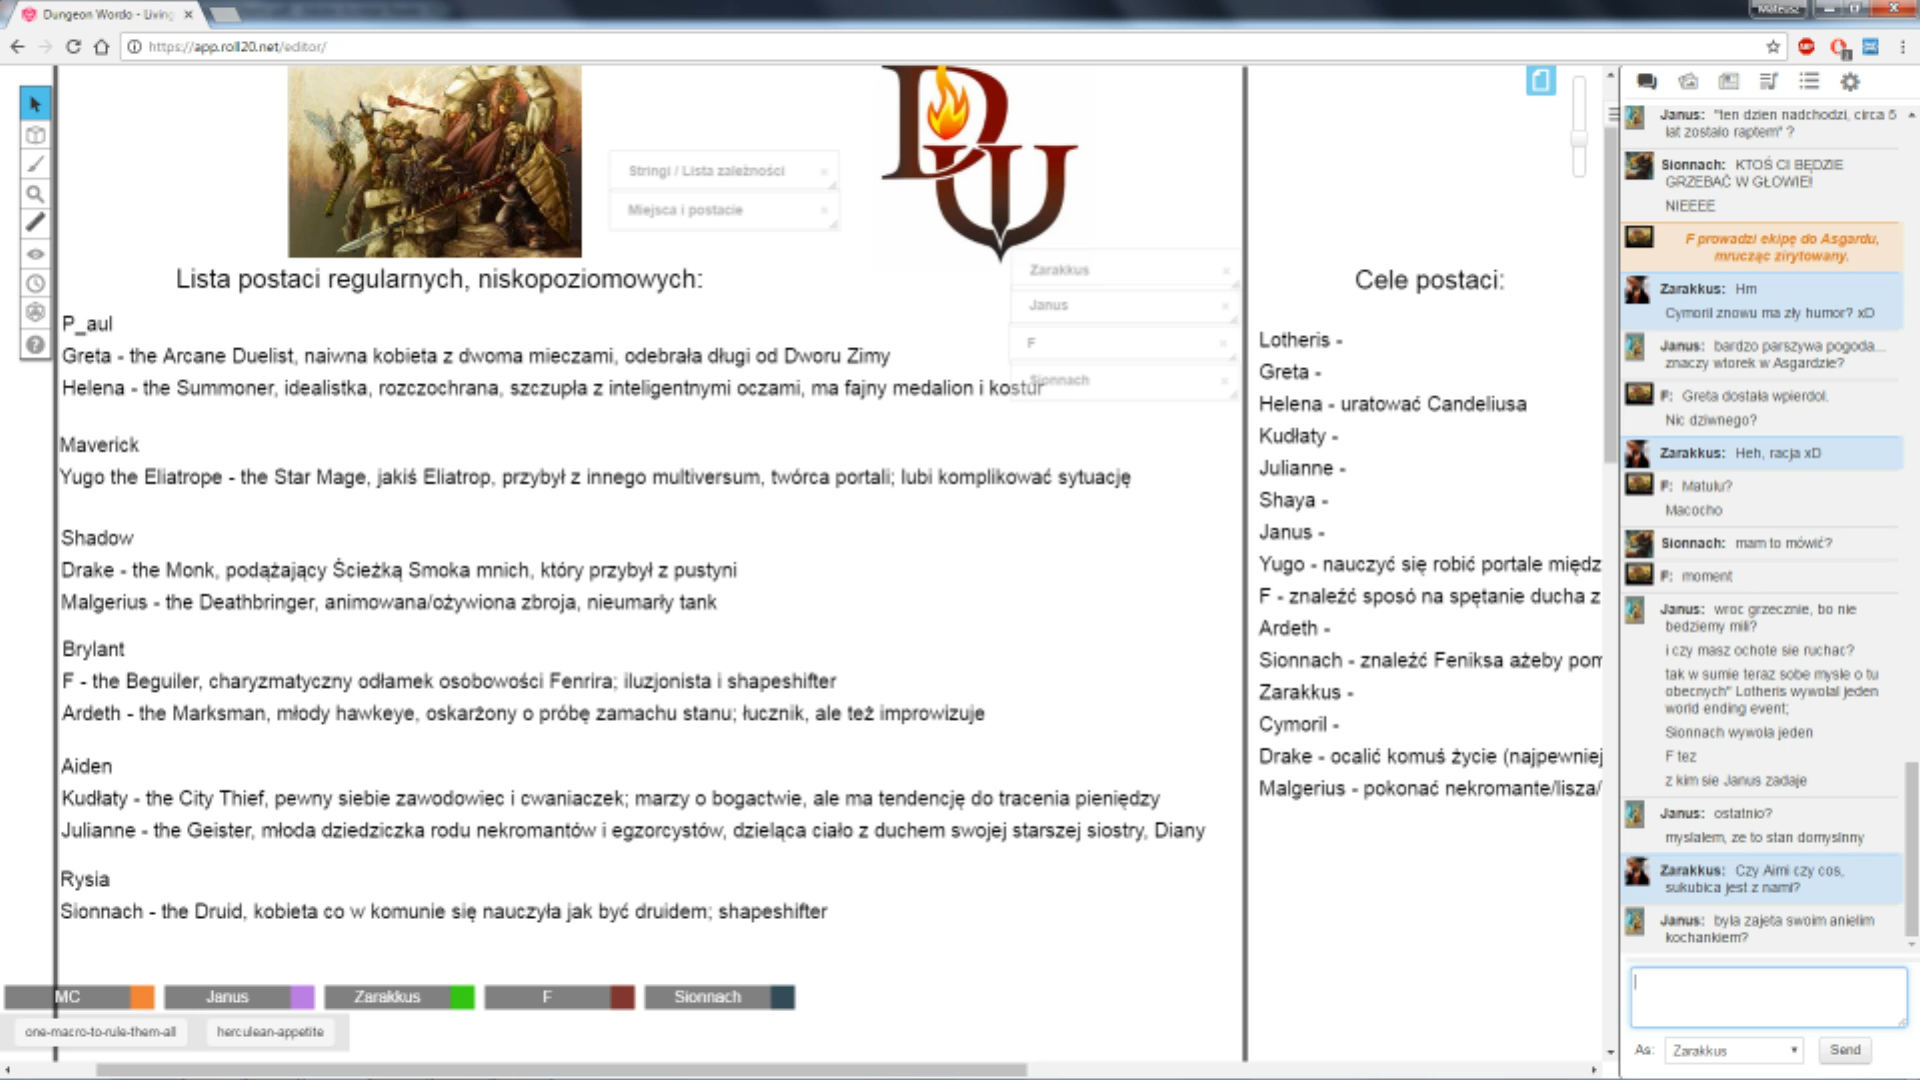 Dungeon Wordo - Living
Mateusz
https://app.roll20.net/editor/
DW
Stringi / Lista zależności
Miejsca i postacie
Zarakkus
Janus
F
Sionnach
Lista postaci regularnych, niskopoziomowych:
P_aul
Greta - the Arcane Duelist, naiwna kobieta z dwoma mieczami, odebrała długi od Dworu Zimy
Helena - the Summoner, idealistka, rozczochrana, szczupła z inteligentnymi oczami, ma fajny medalion i kostur
Maverick
Yugo the Eliatrope - the Star Mage, jakiś Eliatrop, przybył z innego multiversum, twórca portali; lubi komplikować sytuację
Shadow
Drake - the Monk, podążający Ścieżką Smoka mnich, który przybył z pustyni
Malgerius - the Deathbringer, animowana/ożywiona zbroja, nieumarły tank
Brylant
F - the Beguiler, charyzmatyczny odłamek osobowości Fenrira; iluzjonista i shapeshifter
Ardeth - the Marksman, młody hawkeye, oskarżony o próbę zamachu stanu; łucznik, ale też improwizuje
Aiden
Kudłaty - the City Thief, pewny siebie zawodowiec i cwaniaczek; marzy o bogactwie, ale ma tendencję do tracenia pieniędzy
Julianne - the Geister, młoda dziedziczka rodu nekromantów i egzorcystów, dzieląca ciało z duchem swojej starszej siostry, Diany
Rysia
Sionnach - the Druid, kobieta co w komunie się nauczyła jak być druidem; shapeshifter
Cele postaci:
Lotheris -
Greta -
Helena - uratować Candeliusa
Kudłaty -
Julianne -
Shaya -
Janus -
Yugo - nauczyć się robić portale międz
F - znaleźć sposó na spętanie ducha z
Ardeth -
Sionnach - znaleźć Feniksa ażeby pom
Zarakkus -
Cymoril -
Drake - ocalić komuś życie (najpewniej
Malgerius - pokonać nekromante/lisza/
MC
Janus
Zarakkus
F
Sionnach
one-macro-to-rule-them-all
herculean-appetite
Janus: "ten dzien nadchodzi, circa 5
lat zostalo raptem" ?
Sionnach: KTOŚ CI BĘDZIE
GRZEBAĆ W GŁOWIE!
NIEEEE
F prowadzi ekipę do Asgardu,
mrucząc zirytowany.
Zarakkus: Hm
Cymoril znowu ma zły humor? xD
Janus: bardzo parszywa pogoda...
znaczy wtorek w Asgardzie?
F: Greta dostała wpierdol.
Nic dziwnego?
Zarakkus: Heh, racja xD
F: Matulu?
Macocho
Sionnach: mam to mówić?
F: moment
Janus: wroc grzecznie, bo nie
bedziemy mili?
i czy masz ochote sie ruchac?
tak w sumie teraz sobe mysle o tu
obecnych" Lotheris wywolal jeden
world ending event;
Sionnach wywola jeden
F tez
z kim sie Janus zadaje
Janus: ostatnio?
myslalem, ze to stan domyslnny
Zarakkus: Czy Aimi czy cos,
sukubica jest z nami?
Janus: byla zajeta swoim anielim
kochankiem?
As:
Zarakkus
Send